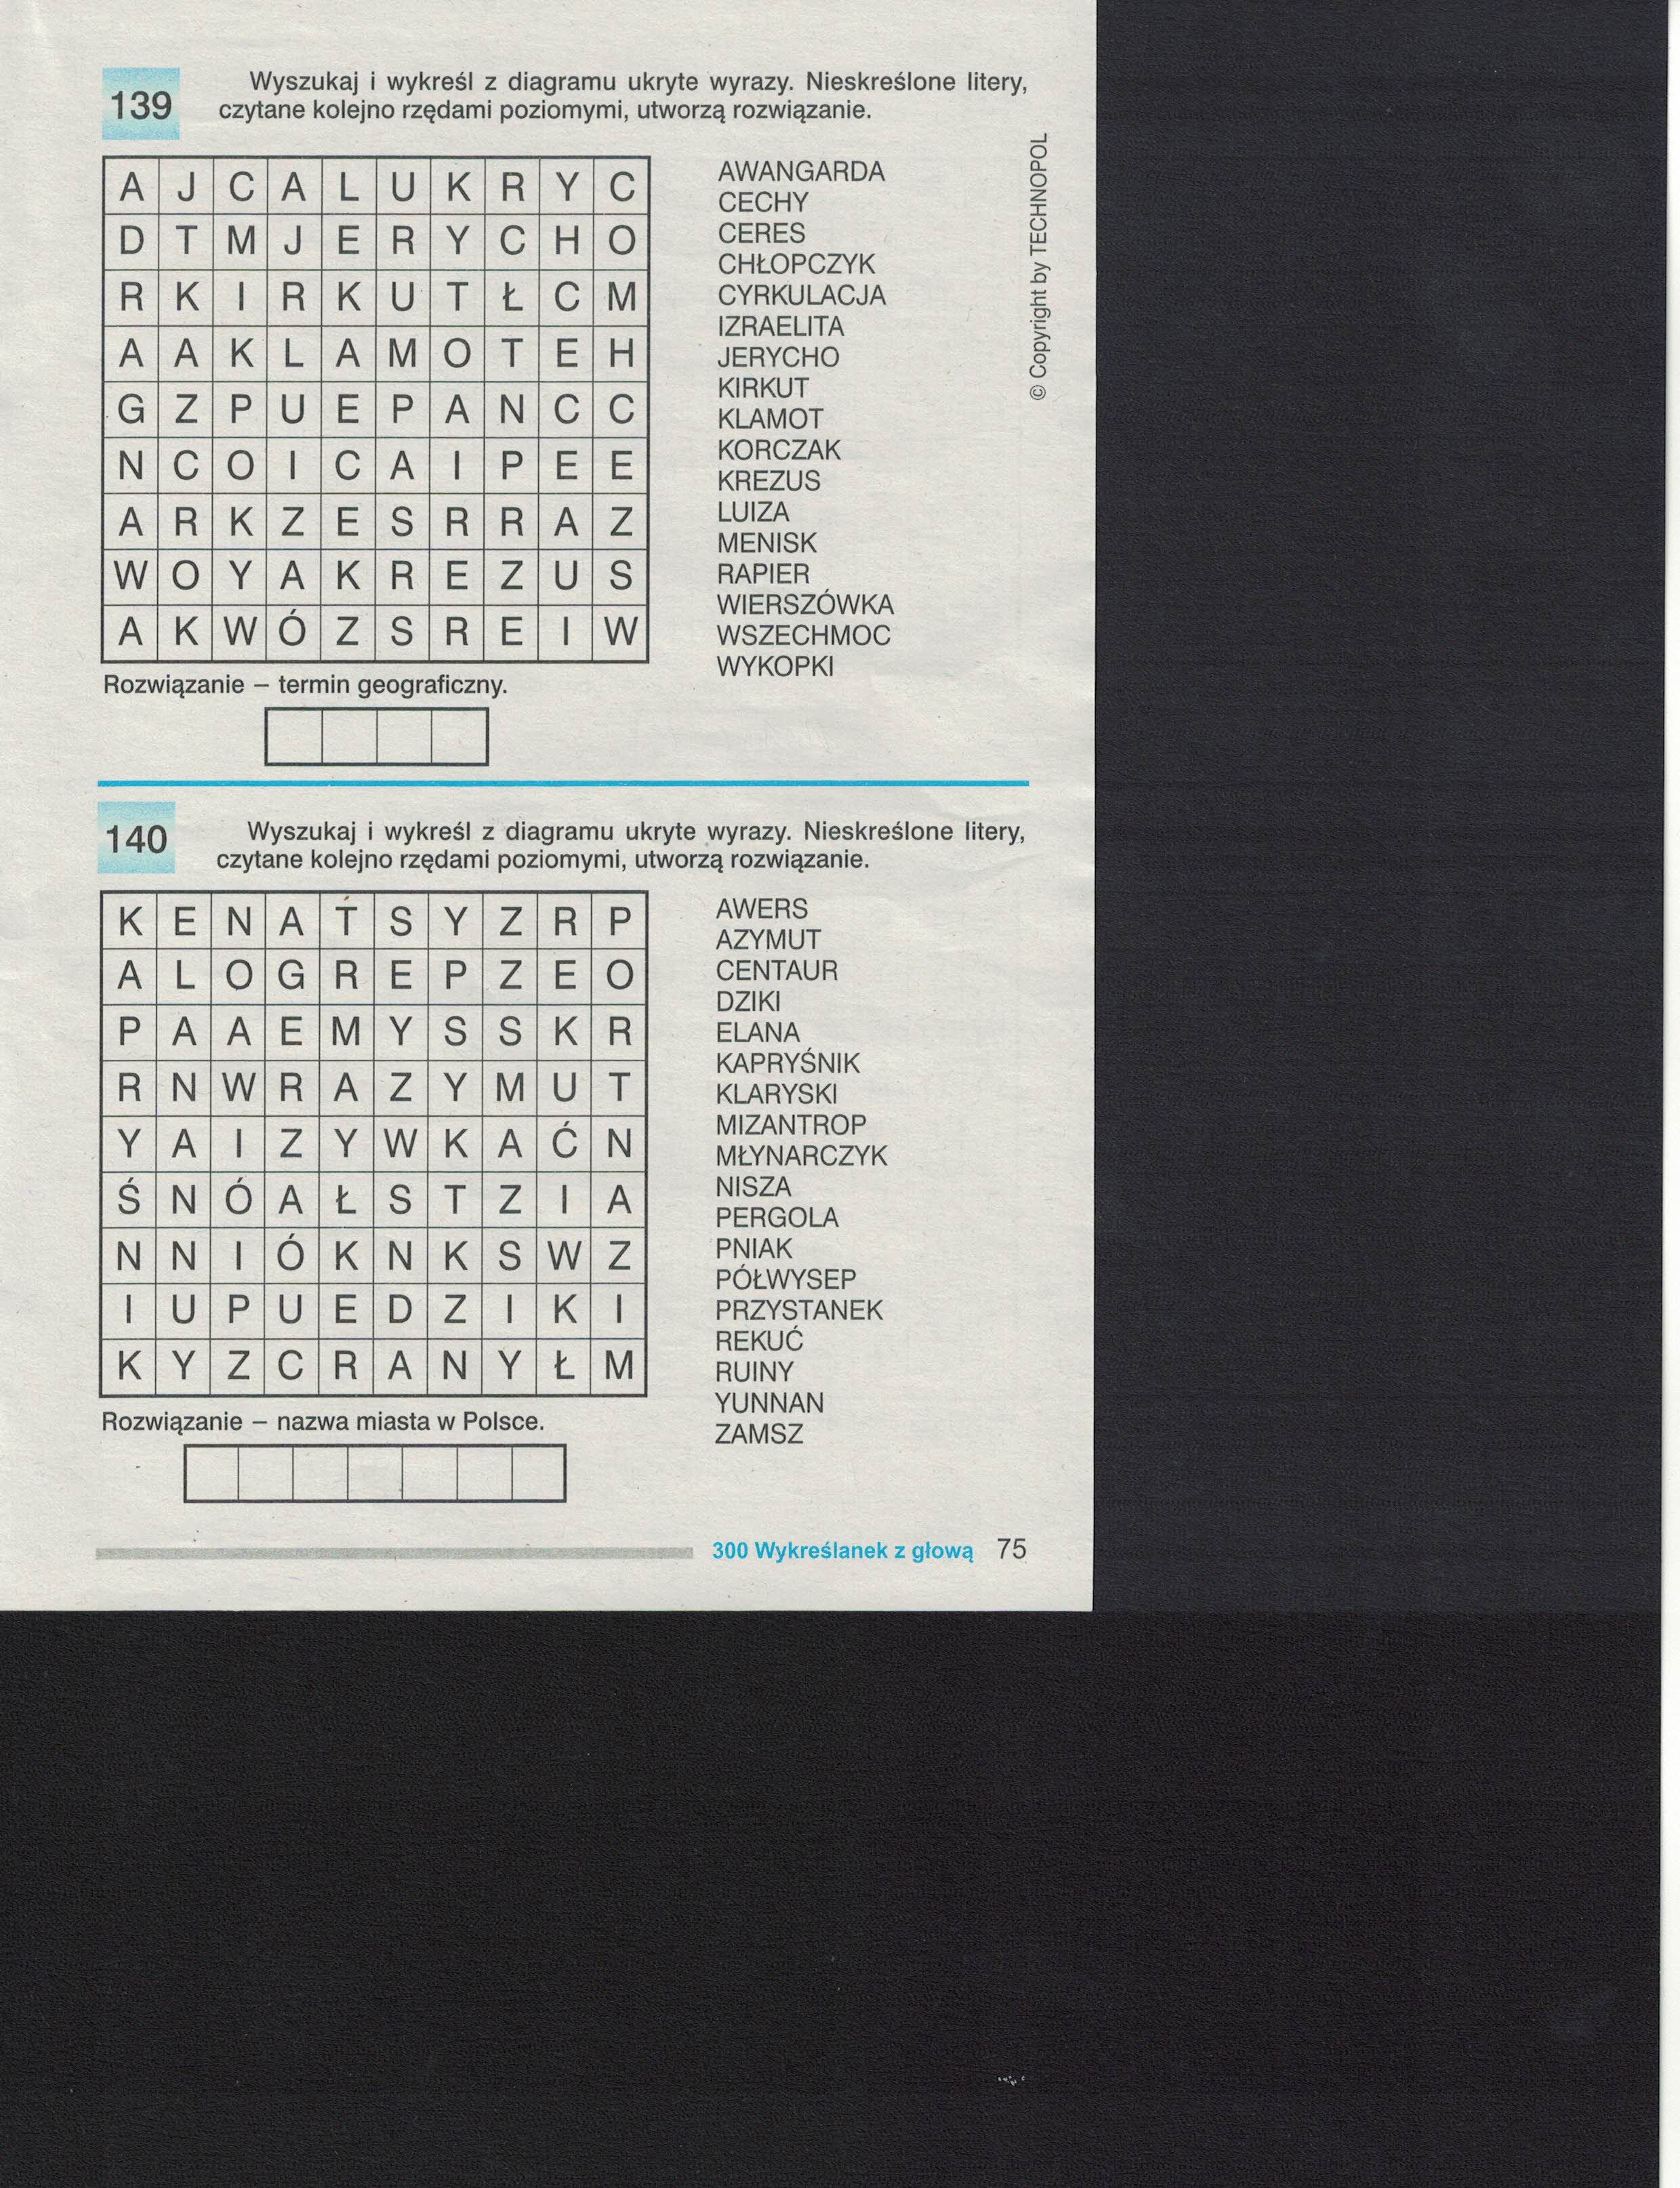 139
Wyszukaj i wykreśl z diagramu ukryte wyrazy. Nieskreślone litery,
czytane kolejno rzędami poziomymi, utworzą rozwiązanie.
A J C A L U K R Y C
D T M J E R Y C H O
R K I R K U T Ł C M
A A K L A M O T E H
G Z P U E P A N C C
N C O I C A I P E E
A R K Z E S R R A Z
W O Y A K R E Z U S
A K W Ó Z S R E I W
AWANGARDA
CECHY
CERES
CHŁOPCZYK
CYRKULACJA
IZRAELITA
JERYCHO
KIRKUT
KLAMOT
KORCZAK
KREZUS
LUIZA
MENISK
RAPIER
WIERSZÓWKA
WSZECHMOC
WYKOPKI
© Copyright by TECHNOPOL
Rozwiązanie – termin geograficzny.
140
Wyszukaj i wykreśl z diagramu ukryte wyrazy. Nieskreślone litery,
czytane kolejno rzędami poziomymi, utworzą rozwiązanie.
K E N A T S Y Z R P
A L O G R E P Z E O
P A A E M Y S S K R
R N W R A Z Y M U T
Y A I Z Y W K A Ć N
Ś N Ó A Ł S T Z I A
N N I Ó K N K S W Z
I U P U E D Z I K I
K Y Z C R A N Y Ł M
AWERS
AZYMUT
CENTAUR
DZIKI
ELANA
KAPRYŚNIK
KLARYSKI
MIZANTROP
MŁYNARCZYK
NISZA
PERGOLA
PNIAK
PÓŁWYSEP
PRZYSTANEK
REKUĆ
RUINY
YUNNAN
ZAMSZ
Rozwiązanie – nazwa miasta w Polsce.
300 Wykreślanek z głową 75